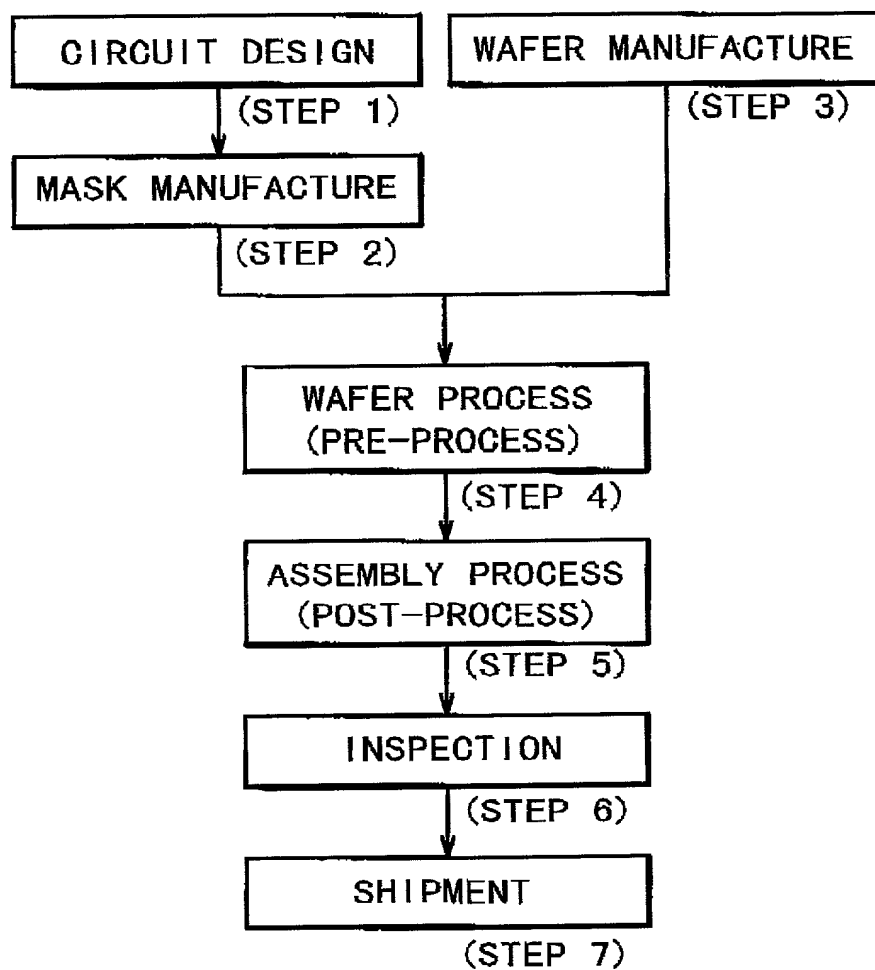 CIRCUIT DESIGN
(STEP 1)
WAFER MANUFACTURE
(STEP 3)
MASK MANUFACTURE
(STEP 2)
WAFER PROCESS
(PRE-PROCESS)
(STEP 4)
ASSEMBLY PROCESS
(POST-PROCESS)
(STEP 5)
INSPECTION
(STEP 6)
SHIPMENT
(STEP 7)